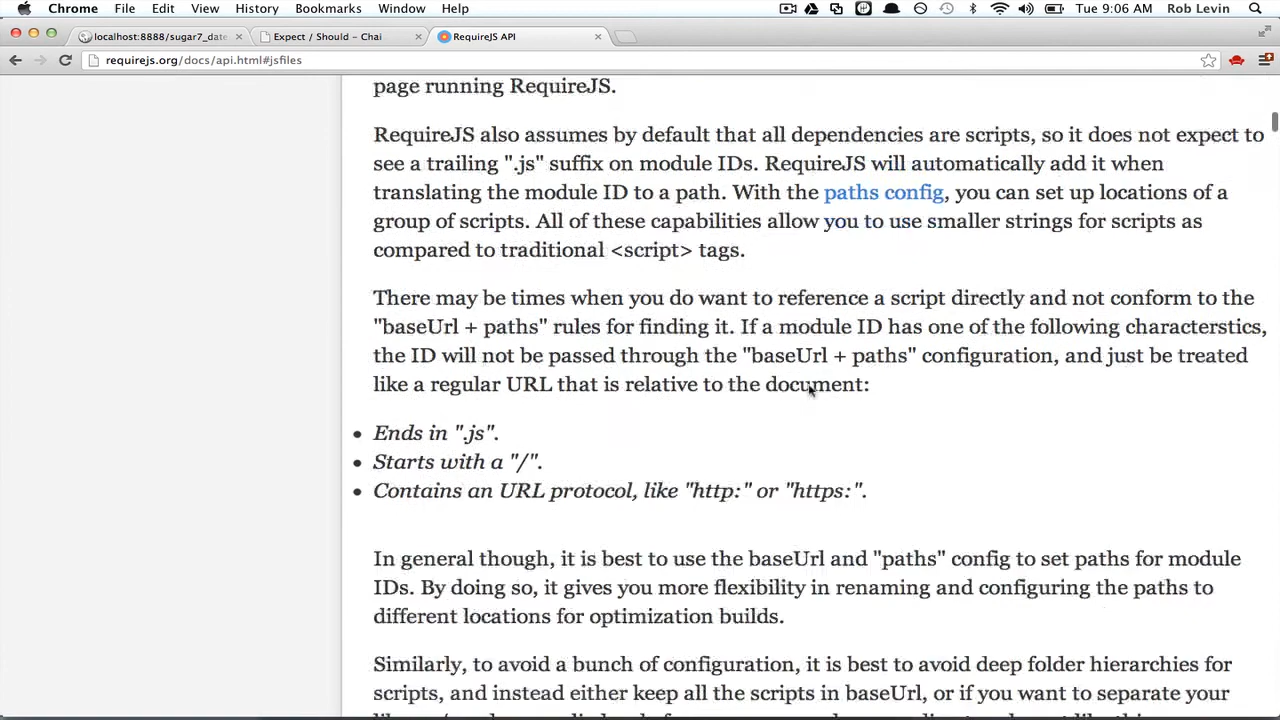 Chrome File Edit View History Bookmarks Window Help Tue 9:06 AM Rob Levin
localhost:8888/sugar7_date Expect / Should – Chai RequireJS API
requirejs.org/docs/api.html#jsfiles
page running RequireJS.
RequireJS also assumes by default that all dependencies are scripts, so it does not expect to
see a trailing ".js" suffix on module IDs. RequireJS will automatically add it when
translating the module ID to a path. With the paths config, you can set up locations of a
group of scripts. All of these capabilities allow you to use smaller strings for scripts as
compared to traditional <script> tags.
There may be times when you do want to reference a script directly and not conform to the
"baseUrl + paths" rules for finding it. If a module ID has one of the following characterstics,
the ID will not be passed through the "baseUrl + paths" configuration, and just be treated
like a regular URL that is relative to the document:
• Ends in ".js".
• Starts with a "/".
• Contains an URL protocol, like "http:" or "https:".
In general though, it is best to use the baseUrl and "paths" config to set paths for module
IDs. By doing so, it gives you more flexibility in renaming and configuring the paths to
different locations for optimization builds.
Similarly, to avoid a bunch of configuration, it is best to avoid deep folder hierarchies for
scripts, and instead either keep all the scripts in baseUrl, or if you want to separate your